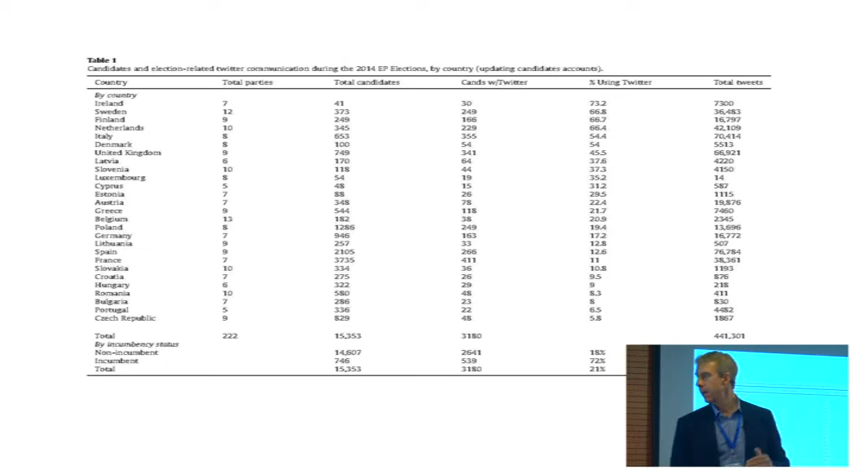 Table 1
Candidates and election-related twitter communication during the 2014 EP Elections, by country (updating candidates accounts).
Country Total parties Total candidates Cands w/Twitter % Using Twitter Total tweets
By country
Ireland 7 41 30 73.2 7300
Sweden 12 373 249 66.8 36,483
Finland 9 249 166 66.7 16,797
Netherlands 10 345 229 66.4 42,109
Italy 8 653 355 54.4 70,414
Denmark 8 100 54 54 5513
United Kingdom 9 749 341 45.5 66,921
Latvia 6 170 64 37.6 4220
Slovenia 10 118 44 37.3 4150
Luxembourg 8 54 19 35.2 14
Cyprus 5 48 15 31.2 587
Estonia 7 88 26 29.5 1115
Austria 7 348 78 22.4 19,876
Greece 9 544 118 21.7 7460
Belgium 13 182 38 20.9 2345
Poland 8 1286 249 19.4 13,696
Germany 7 946 163 17.2 16,772
Lithuania 9 257 33 12.8 507
Spain 9 2105 266 12.6 76,784
France 7 3735 411 11 38,361
Slovakia 10 334 36 10.8 1193
Croatia 7 275 26 9.5 876
Hungary 6 322 29 9 218
Romania 10 580 48 8.3 411
Bulgaria 7 286 23 8 830
Portugal 5 336 22 6.5 4482
Czech Republic 9 829 48 5.8 1867
Total 222 15,353 3180 441,301
By incumbency status
Non-incumbent 14,607 2641 18%
Incumbent 746 539 72%
Total 15,353 3180 21%